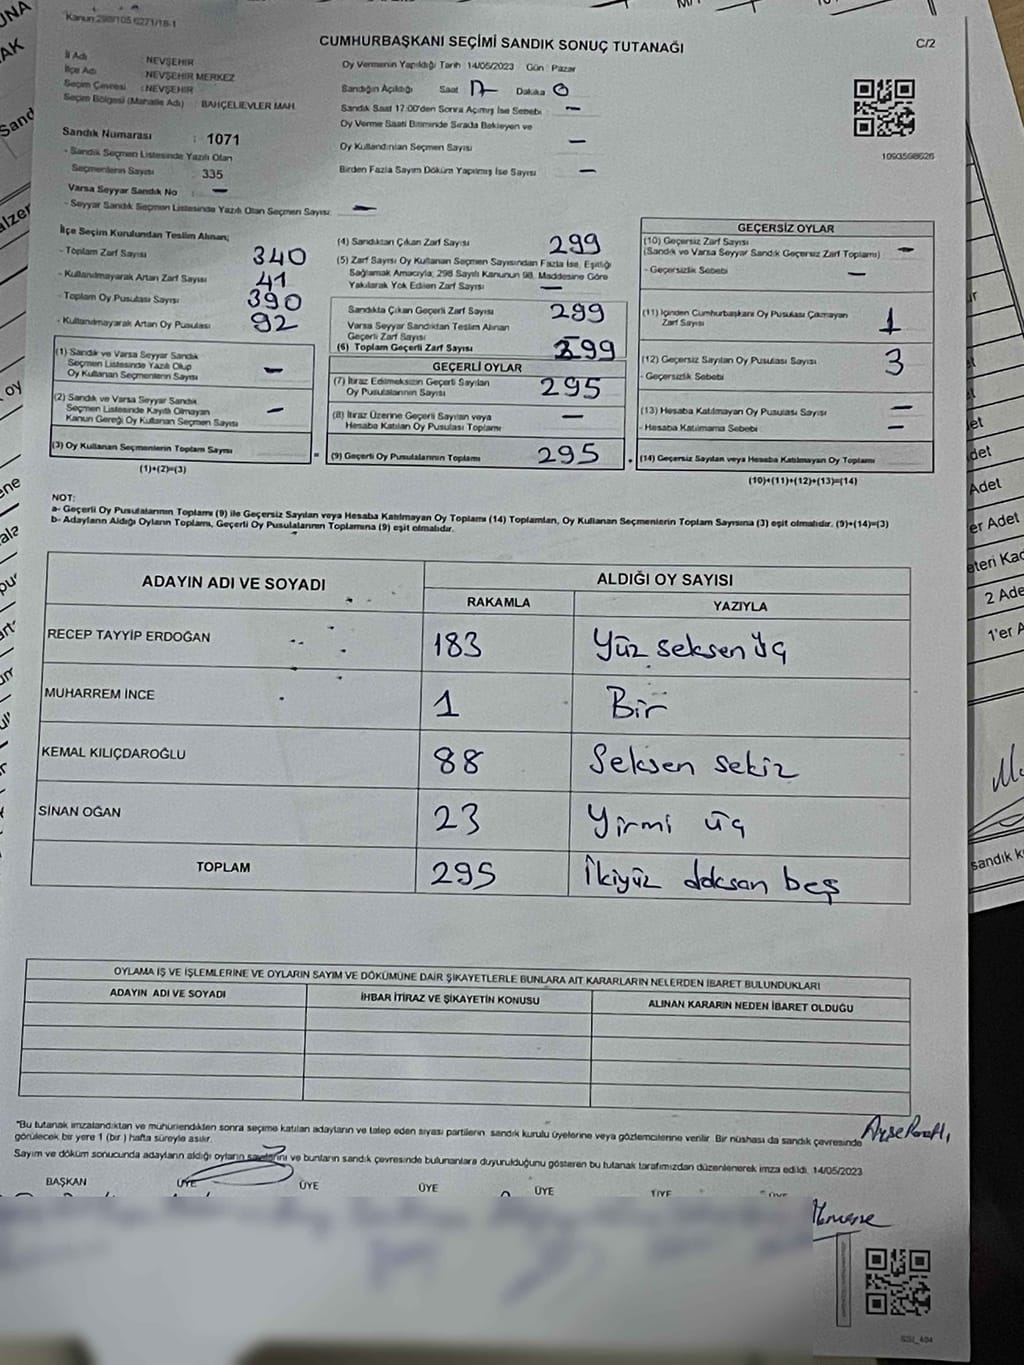 Kanun:298/105 6271/18-1
CUMHURBAŞKANI SEÇİMİ SANDIK SONUÇ TUTANAĞI
C/2
İl Adı : NEVŞEHİR
İlçe Adı : NEVŞEHİR MERKEZ
Seçim Çevresi : NEVŞEHİR
Seçim Bölgesi (Mahalle Adı) : BAHÇELİEVLER MAH.
Sandık Numarası : 1071
- Sandık Seçmen Listesinde Yazılı Olan
Seçmenlerin Sayısı : 335
Varsa Seyyar Sandık No : —
- Seyyar Sandık Seçmen Listesinde Yazılı Olan Seçmen Sayısı: —
Oy Vermenin Yapıldığı Tarih :14/05/2023 Gün : Pazar
Sandığın Açıldığı Saat 17 Dakika 0
Sandık Saat 17:00'den Sonra Açımış İse Sebebi : —
Oy Verme Saati Bitiminde Sırada Bekleyen ve
Oy Kullandırılan Seçmen Sayısı —
Birden Fazla Sayım Döküm Yapılmış İse Sayısı —
1093598626
İlçe Seçim Kurulundan Teslim Alınan;
- Toplam Zarf Sayısı 340
- Kullanılmayarak Artan Zarf Sayısı 41
- Toplam Oy Pusulası Sayısı 390
- Kullanılmayarak Artan Oy Pusulası 92
(1) Sandık ve Varsa Seyyar Sandık
Seçmen Listesinde Yazılı Olup
Oy Kullanan Seçmenlerin Sayısı —
(2) Sandık ve Varsa Seyyar Sandık
Seçmen Listesinde Kayıtlı Olmayan
Kanun Gereği Oy Kullanan Seçmen Sayısı —
(3) Oy Kullanan Seçmenlerin Toplam Sayısı
(1)+(2)=(3)
(4) Sandıktan Çıkan Zarf Sayısı 299
(5) Zarf Sayısı Oy Kullanan Seçmen Sayısından Fazla İse, Eşitliği
Sağlamak Amacıyla; 298 Sayılı Kanunun 98. Maddesine Göre
Yakılarak Yok Edilen Zarf Sayısı —
Sandıkta Çıkan Geçerli Zarf Sayısı 299
Varsa Seyyar Sandıktan Teslim Alınan
Geçerli Zarf Sayısı
(6) Toplam Geçerli Zarf Sayısı 299
GEÇERLİ OYLAR
(7) İtiraz Edilmeksizin Geçerli Sayılan
Oy Pusulalarının Sayısı 295
(8) İtiraz Üzerine Geçerli Sayılan veya
Hesaba Katılan Oy Pusulası Toplamı —
= (9) Geçerli Oy Pusulalarının Toplamı 295
GEÇERSİZ OYLAR
(10) Geçersiz Zarf Sayısı
(Sandık ve Varsa Seyyar Sandık Geçersiz Zarf Toplamı) —
- Geçersizlik Sebebi —
(11) İçinden Cumhurbaşkanı Oy Pusulası Çıkmayan
Zarf Sayısı 1
(12) Geçersiz Sayılan Oy Pusulası Sayısı 3
- Geçersizlik Sebebi
(13) Hesaba Katılmayan Oy Pusulası Sayısı —
- Hesaba Katılmama Sebebi —
+ (14) Geçersiz Sayılan veya Hesaba Katılmayan Oy Toplamı
(10)+(11)+(12)+(13)=(14)
NOT:
a- Geçerli Oy Pusulalarının Toplamı (9) ile Geçersiz Sayılan veya Hesaba Katılmayan Oy Toplamı (14) Toplamları, Oy Kullanan Seçmenlerin Toplam Sayısına (3) eşit olmalıdır. (9)+(14)=(3)
b- Adayların Aldığı Oyların Toplamı, Geçerli Oy Pusulalarının Toplamına (9) eşit olmalıdır.
ADAYIN ADI VE SOYADI ALDIĞI OY SAYISI
RAKAMLA YAZIYLA
RECEP TAYYİP ERDOĞAN 183 Yüz seksen üç
MUHARREM İNCE 1 Bir
KEMAL KILIÇDAROĞLU 88 Seksen sekiz
SİNAN OĞAN 23 Yirmi üç
TOPLAM 295 İkiyüz doksan beş
OYLAMA İŞ VE İŞLEMLERİNE VE OYLARIN SAYIM VE DÖKÜMÜNE DAİR ŞİKAYETLERLE BUNLARA AİT KARARLARIN NELERDEN İBARET BULUNDUKLARI
ADAYIN ADI VE SOYADI İHBAR İTİRAZ VE ŞİKAYETİN KONUSU ALINAN KARARIN NEDEN İBARET OLDUĞU
*Bu tutanak imzalandıktan ve mühürlendikten sonra seçime katılan adayların ve talep eden siyasi partilerin sandık kurulu üyelerine veya gözlemcilerine verilir. Bir nüshası da sandık çevresinde
görülecek bir yere 1 (bir) hafta süreyle asılır.
Sayım ve döküm sonucunda adayların aldığı oyların sayılarını ve bunların sandık çevresinde bulunanlara duyurulduğunu gösteren bu tutanak tarafımızdan düzenlenerek imza edildi. 14/05/2023
BAŞKAN ÜYE ÜYE ÜYE ÜYE ÜYE ÜYE
er Adet
2 Ade
1'er A
sandık k